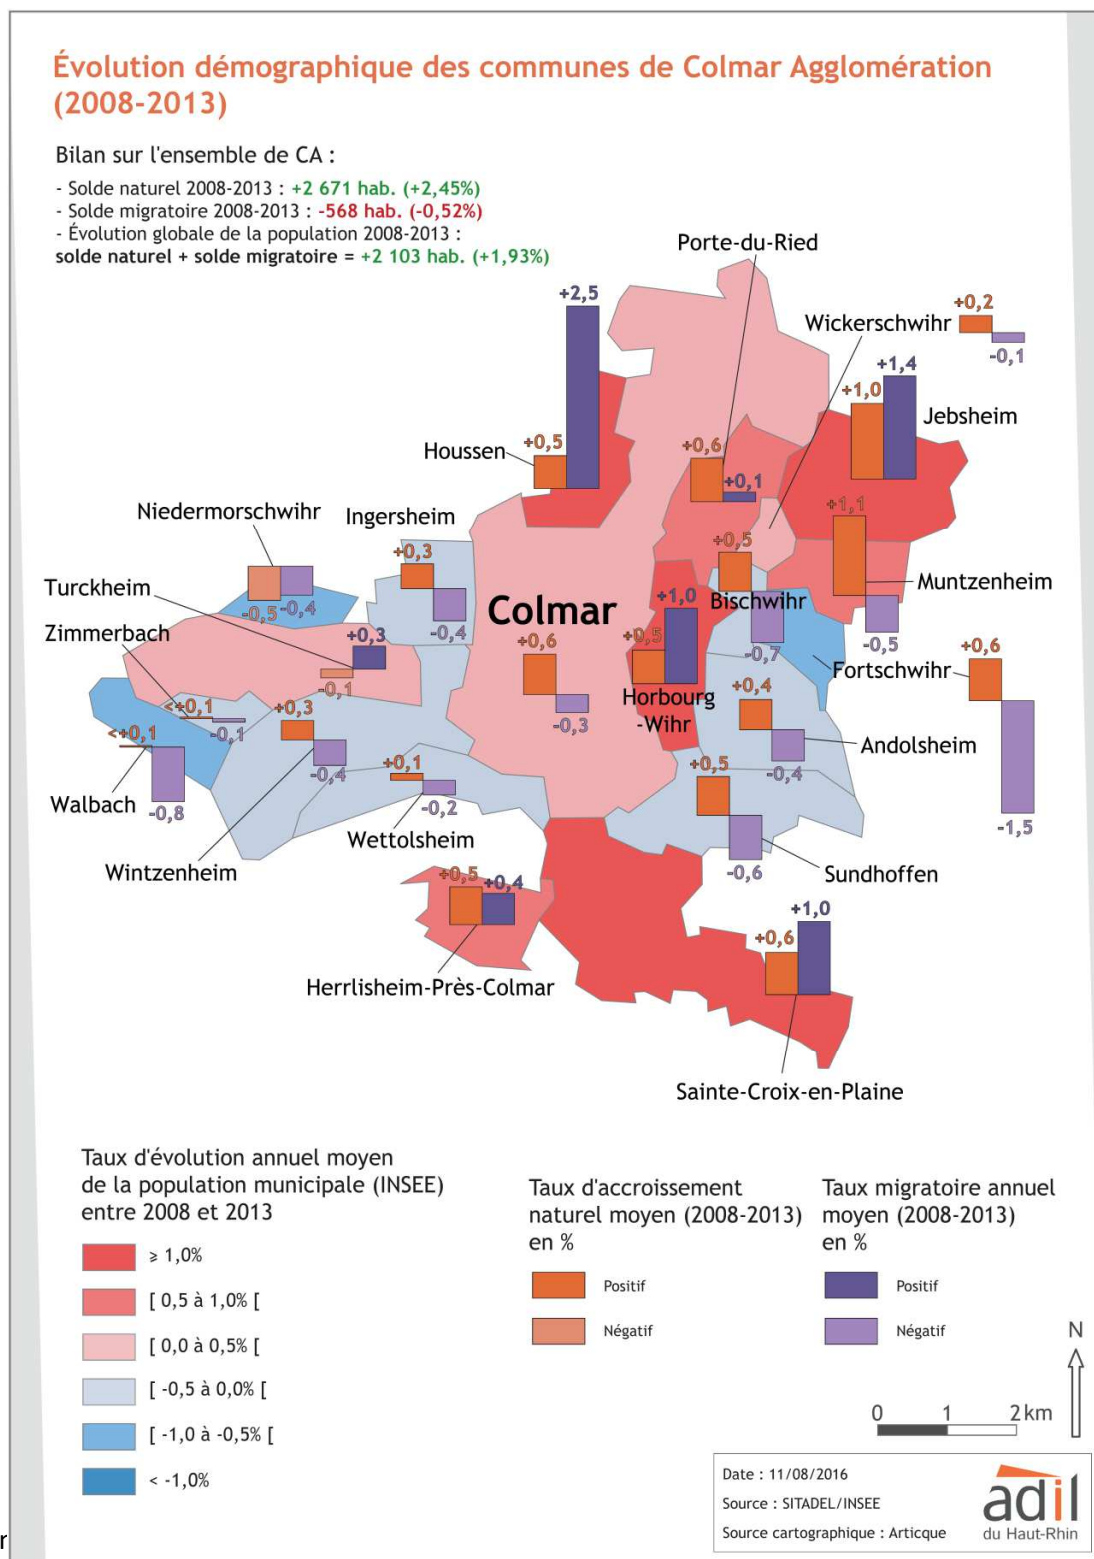 Évolution démographique des communes de Colmar Agglomération
(2008-2013)
Bilan sur l'ensemble de CA :
- Solde naturel 2008-2013 : +2 671 hab. (+2,45%)
- Solde migratoire 2008-2013 : -568 hab. (-0,52%)
- Évolution globale de la population 2008-2013 :
solde naturel + solde migratoire = +2 103 hab. (+1,93%)
Porte-du-Ried
+0,6
+0,1
Wickerschwihr
+0,2
-0,1
+2,5
+0,5
Houssen
+1,4
+1,0
Jebsheim
Niedermorschwihr
-0,5
-0,4
Ingersheim
+0,3
-0,4
+1,1
Muntzenheim
-0,5
+0,5
Bischwihr
-0,7
Turckheim
+0,3
-0,1
Zimmerbach
<+0,1
-0,1
Colmar
+0,6
-0,3
+1,0
+0,5
Horbourg
-Wihr
Fortschwihr
+0,6
-1,5
+0,4
Andolsheim
-0,4
<+0,1
Walbach
-0,8
+0,3
-0,4
Wintzenheim
+0,1
-0,2
Wettolsheim
+0,5
-0,6
Sundhoffen
+0,5
+0,4
Herrlisheim-Près-Colmar
+1,0
+0,6
Sainte-Croix-en-Plaine
Taux d'évolution annuel moyen
de la population municipale (INSEE)
entre 2008 et 2013
⩾ 1,0%
[ 0,5 à 1,0% [
[ 0,0 à 0,5% [
[ -0,5 à 0,0% [
[ -1,0 à -0,5% [
< -1,0%
Taux d'accroissement
naturel moyen (2008-2013)
en %
Positif
Négatif
Taux migratoire annuel
moyen (2008-2013)
en %
Positif
Négatif
N
0 1 2 km
Date : 11/08/2016
Source : SITADEL/INSEE
Source cartographique : Articque
adil
du Haut-Rhin
r